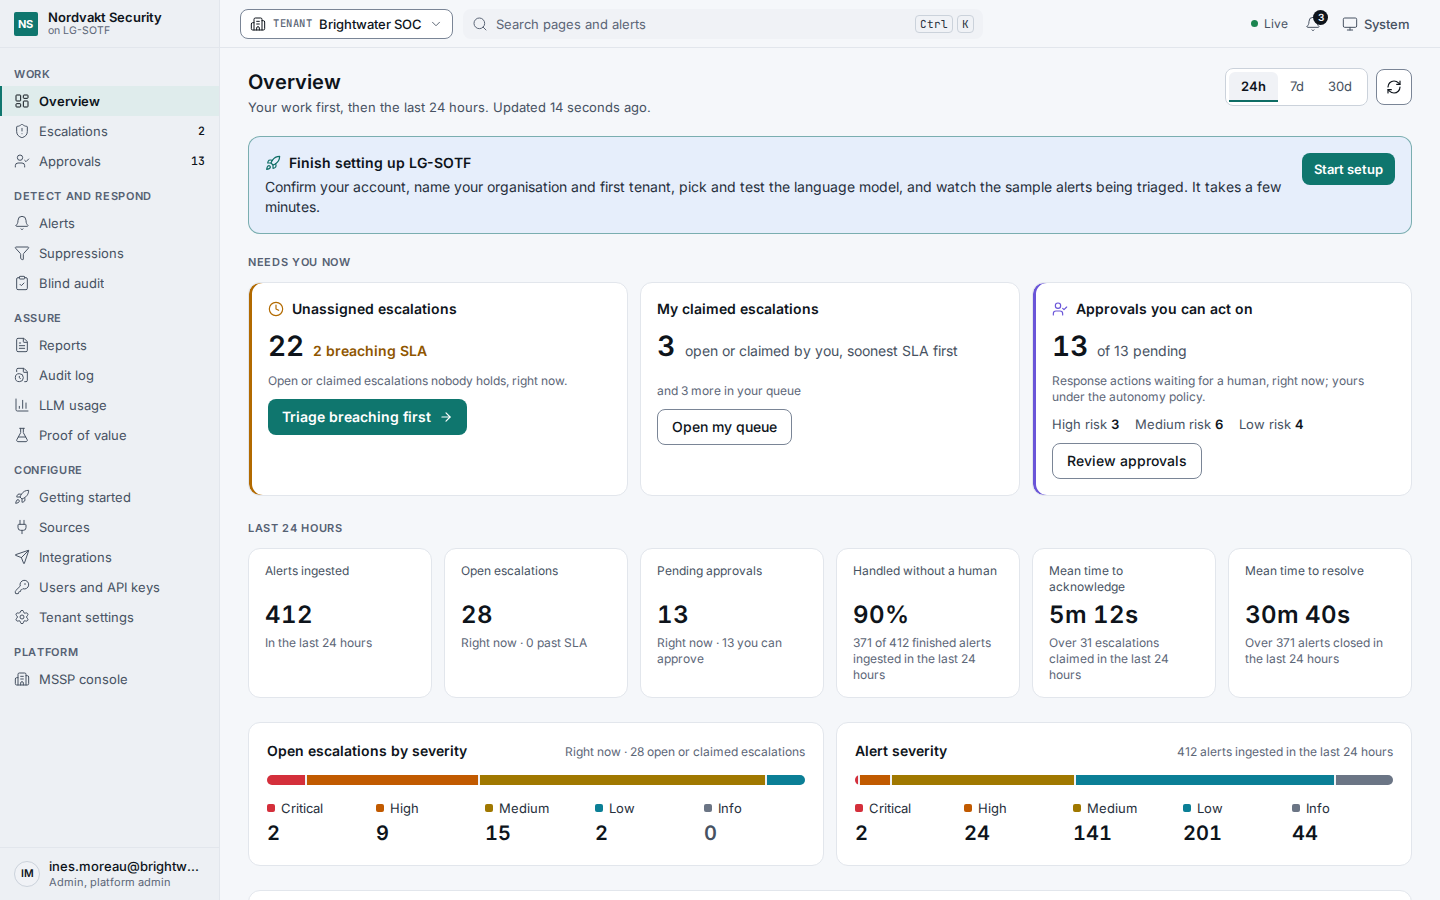 NS
Nordvakt Security
on LG-SOTF
TENANT Brightwater SOC
Search pages and alerts
Ctrl K
Live
3
System
WORK
Overview
Escalations 2
Approvals 13
DETECT AND RESPOND
Alerts
Suppressions
Blind audit
ASSURE
Reports
Audit log
LLM usage
Proof of value
CONFIGURE
Getting started
Sources
Integrations
Users and API keys
Tenant settings
PLATFORM
MSSP console
IM
ines.moreau@brightw...
Admin, platform admin
Overview
Your work first, then the last 24 hours. Updated 14 seconds ago.
24h 7d 30d
Finish setting up LG-SOTF
Confirm your account, name your organisation and first tenant, pick and test the language model, and watch the sample alerts being triaged. It takes a few
minutes.
Start setup
NEEDS YOU NOW
Unassigned escalations
22 2 breaching SLA
Open or claimed escalations nobody holds, right now.
Triage breaching first
My claimed escalations
3 open or claimed by you, soonest SLA first
and 3 more in your queue
Open my queue
Approvals you can act on
13 of 13 pending
Response actions waiting for a human, right now; yours
under the autonomy policy.
High risk 3 Medium risk 6 Low risk 4
Review approvals
LAST 24 HOURS
Alerts ingested
412
In the last 24 hours
Open escalations
28
Right now · 0 past SLA
Pending approvals
13
Right now · 13 you can
approve
Handled without a human
90%
371 of 412 finished alerts
ingested in the last 24
hours
Mean time to
acknowledge
5m 12s
Over 31 escalations
claimed in the last 24
hours
Mean time to resolve
30m 40s
Over 371 alerts closed in
the last 24 hours
Open escalations by severity
Right now · 28 open or claimed escalations
Critical High Medium Low Info
2 9 15 2 0
Alert severity
412 alerts ingested in the last 24 hours
Critical High Medium Low Info
2 24 141 201 44